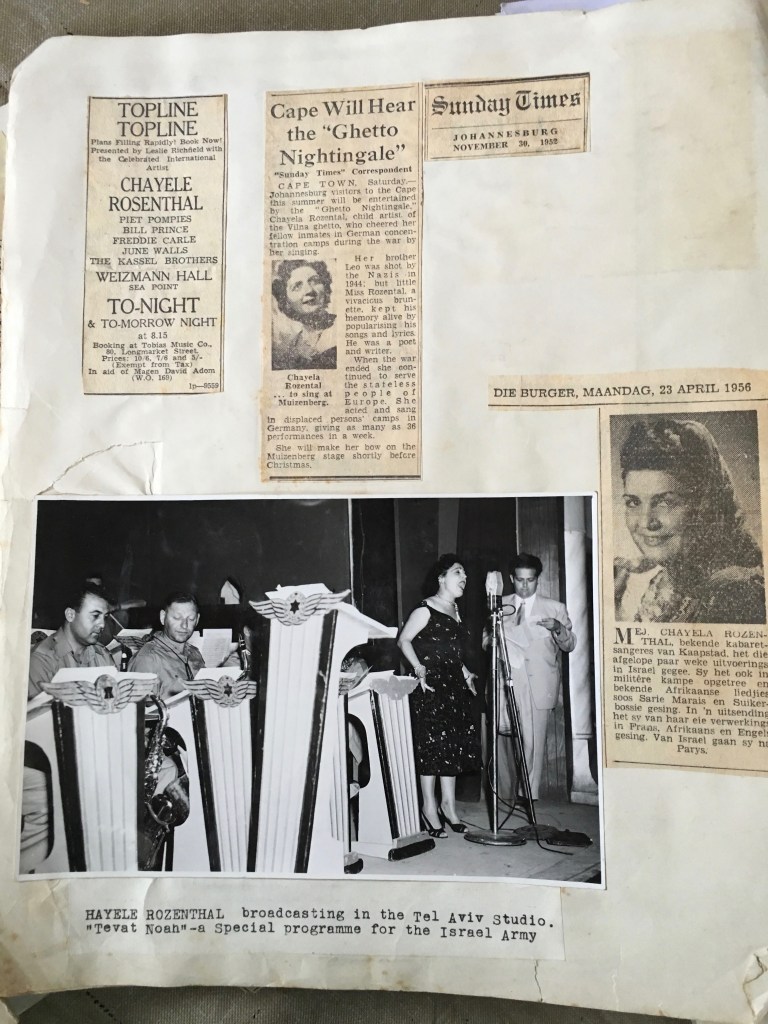 TOPLINE
TOPLINE
Plans Filling Rapidly! Book Now!
Presented by Leslie Richfield with
the Celebrated International
Artist
CHAYELE
ROSENTHAL
PIET POMPIES
BILL PRINCE
FREDDIE CARLE
JUNE WALLS
THE KASSEL BROTHERS
WEIZMANN HALL
SEA POINT
TO-NIGHT
& TO-MORROW NIGHT
at 8.15
Booking at Tobias Music Co.,
80, Longmarket Street.
Prices: 10/6, 7/6 and 5/-
(Exempt from Tax)
In aid of Magen David Adom
(W.O. 160)
1p—8659
Cape Will Hear
the "Ghetto
Nightingale"
"Sunday Times" Correspondent
CAPE TOWN, Saturday.—
Johannesburg visitors to the Cape
this summer will be entertained
by the "Ghetto Nightingale,"
Chayela Rozental, child artist of
the Vilna ghetto, who cheered her
fellow inmates in German concen-
tration camps during the war by
her singing.
Her brother
Leo was shot by
the Nazis in
1944; but little
Miss Rozental, a
vivacious brun-
ette, kept his
memory alive by
popularising his
songs and lyrics.
He was a poet
and writer.
When the war
ended she con-
tinued to serve
the stateless
people of
Europe. She
acted and sang
in displaced persons' camps in
Germany, giving as many as 36
performances in a week.
She will make her bow on the
Muizenberg stage shortly before
Christmas.
Chayela
Rozental
... to sing at
Muizenberg.
Sunday Times
JOHANNESBURG
NOVEMBER 30, 1952
DIE BURGER, MAANDAG, 23 APRIL 1956
MEJ. CHAYELA ROZEN-
THAL, bekende kabaret-
sangeres van Kaapstad, het die
afgelope paar weke uitvoerings
in Israel gegee. Sy het ook in
militêre kampe opgetree en
bekende Afrikaanse liedjies
soos Sarie Marais en Suiker-
bossie gesing. In 'n uitsending
het sy van haar eie verwerkings
in Frans, Afrikaans en Engels
gesing. Van Israel gaan sy na
Parys.
HAYELE ROZENTHAL broadcasting in the Tel Aviv Studio.
"Tevat Noah"-a Special programme for the Israel Army